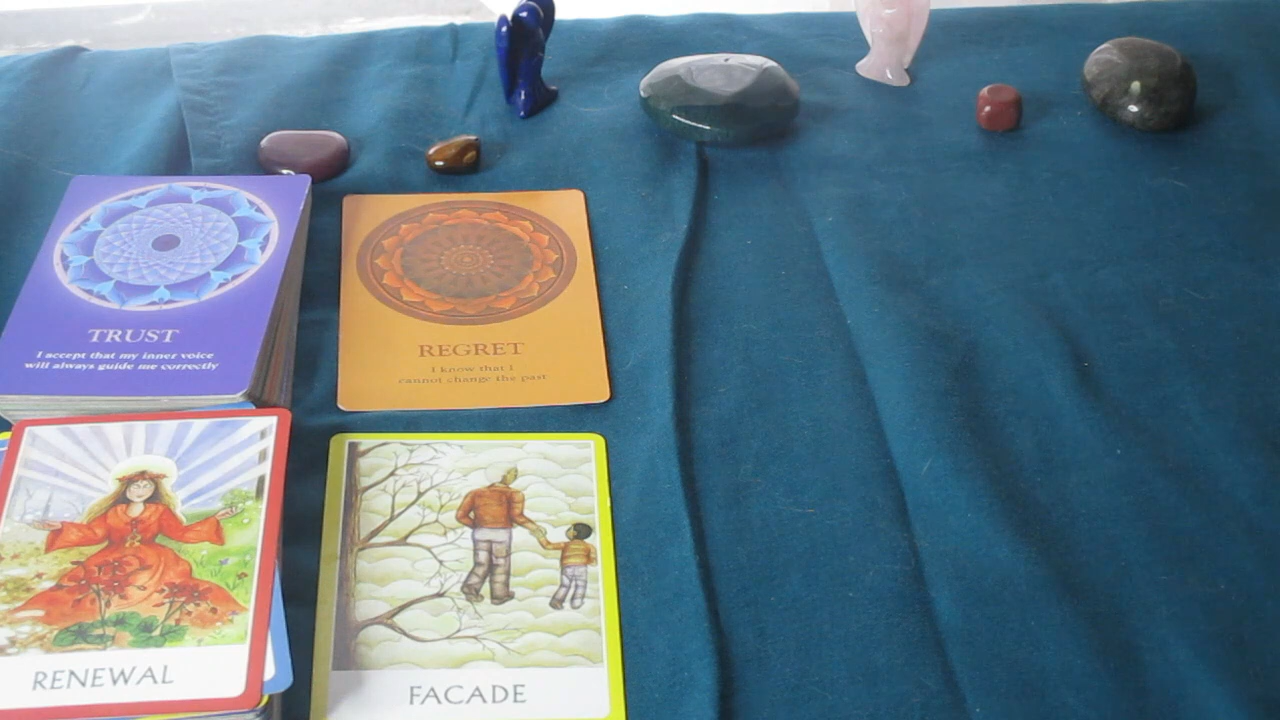 TRUST
I accept that my inner voice
will always guide me correctly
REGRET
I know that I
cannot change the past
RENEWAL
FACADE